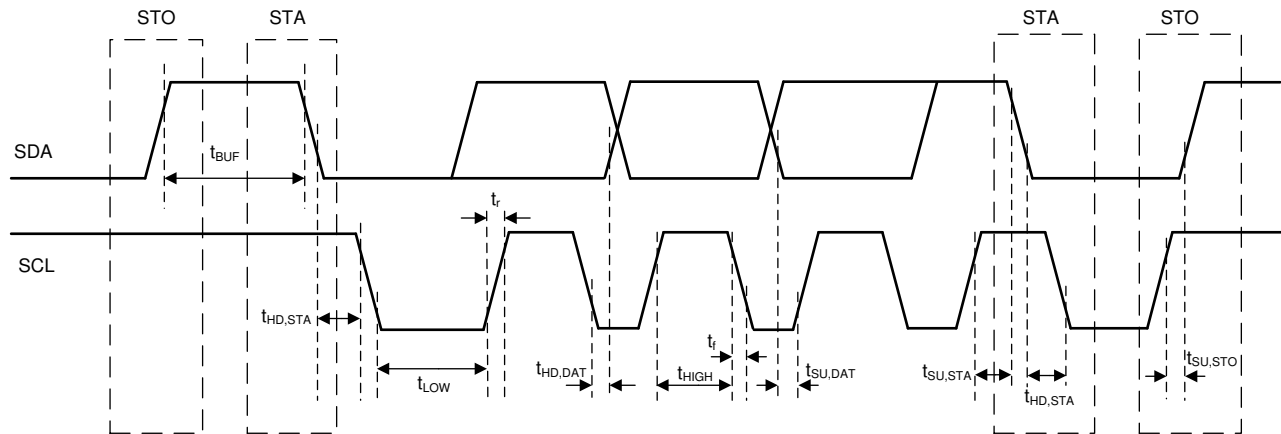 STO
STA
STA
STO
SDA
tBUF
tr
SCL
tHD,STA
tLOW
tHD,DAT
tHIGH
tf
tSU,DAT
tSU,STA
tHD,STA
tSU,STO